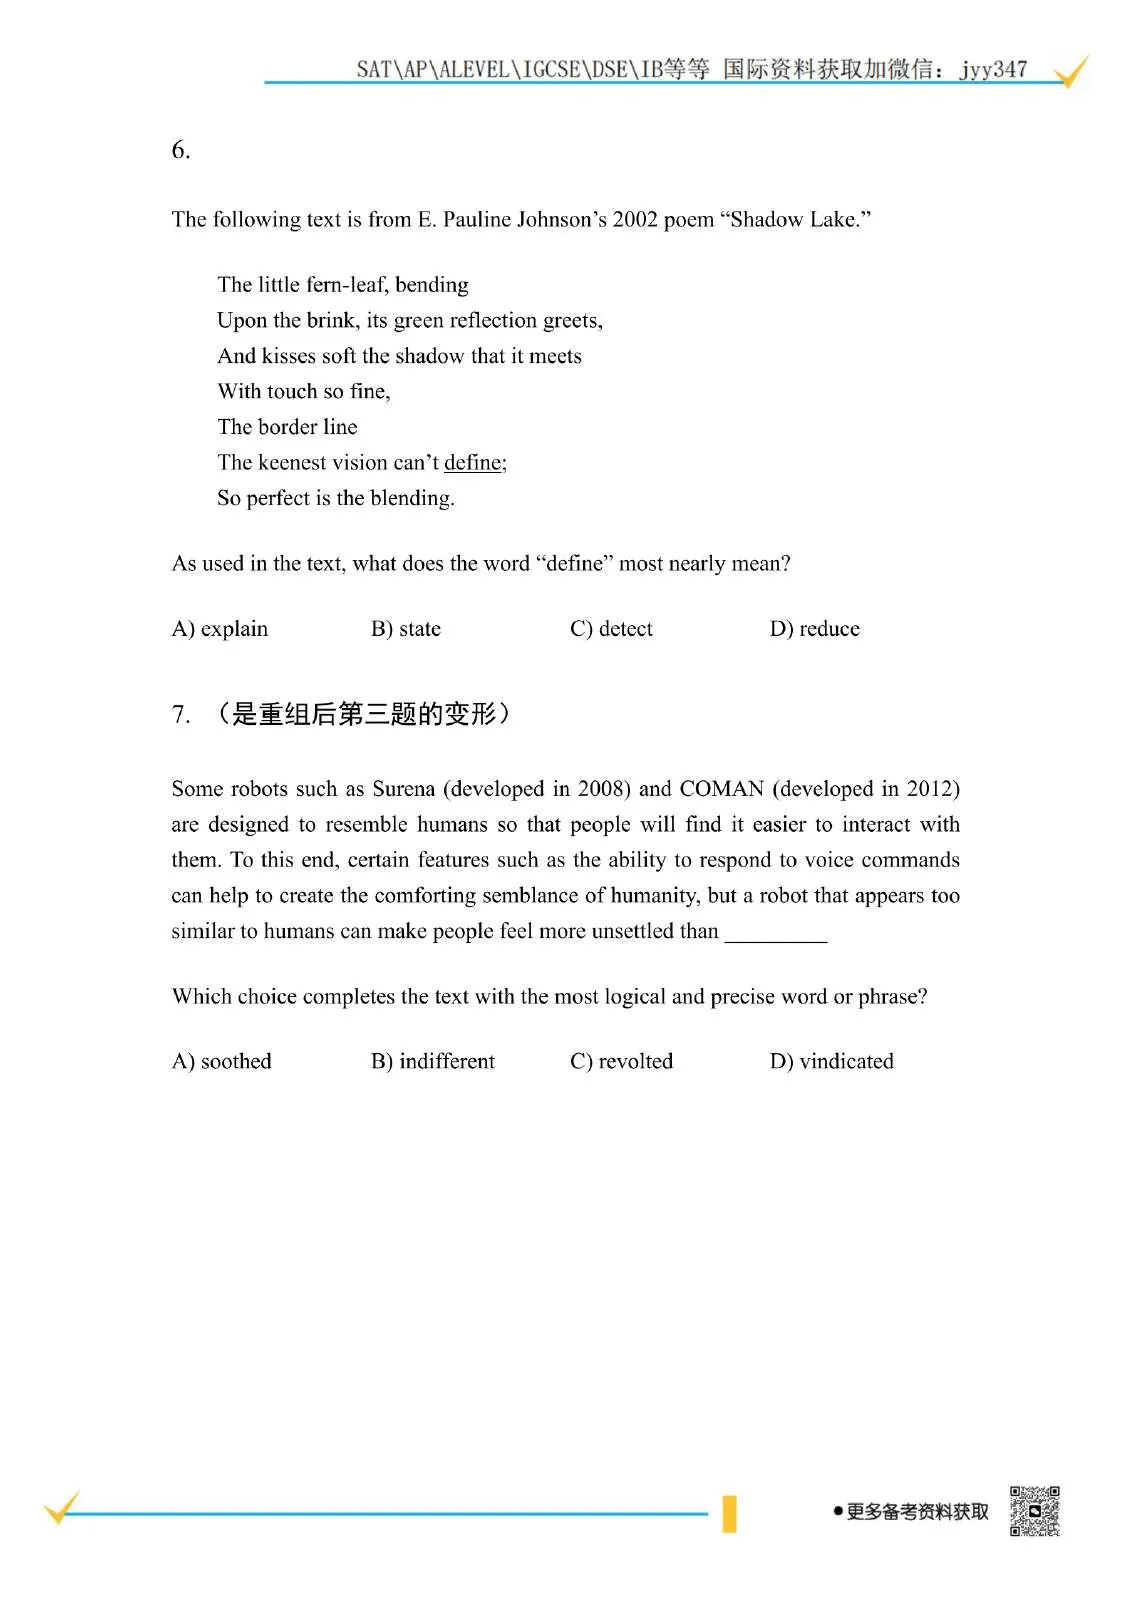 SAT\AP\ALEVEL\IGCSE\DSE\IB等等 国际资料获取加微信：jyy347
6.
The following text is from E. Pauline Johnson’s 2002 poem “Shadow Lake.”
The little fern-leaf, bending
Upon the brink, its green reflection greets,
And kisses soft the shadow that it meets
With touch so fine,
The border line
The keenest vision can’t define;
So perfect is the blending.
As used in the text, what does the word “define” most nearly mean?
A) explain B) state C) detect D) reduce
7. （是重组后第三题的变形）
Some robots such as Surena (developed in 2008) and COMAN (developed in 2012)
are designed to resemble humans so that people will find it easier to interact with
them. To this end, certain features such as the ability to respond to voice commands
can help to create the comforting semblance of humanity, but a robot that appears too
similar to humans can make people feel more unsettled than _________
Which choice completes the text with the most logical and precise word or phrase?
A) soothed B) indifferent C) revolted D) vindicated
●更多备考资料获取